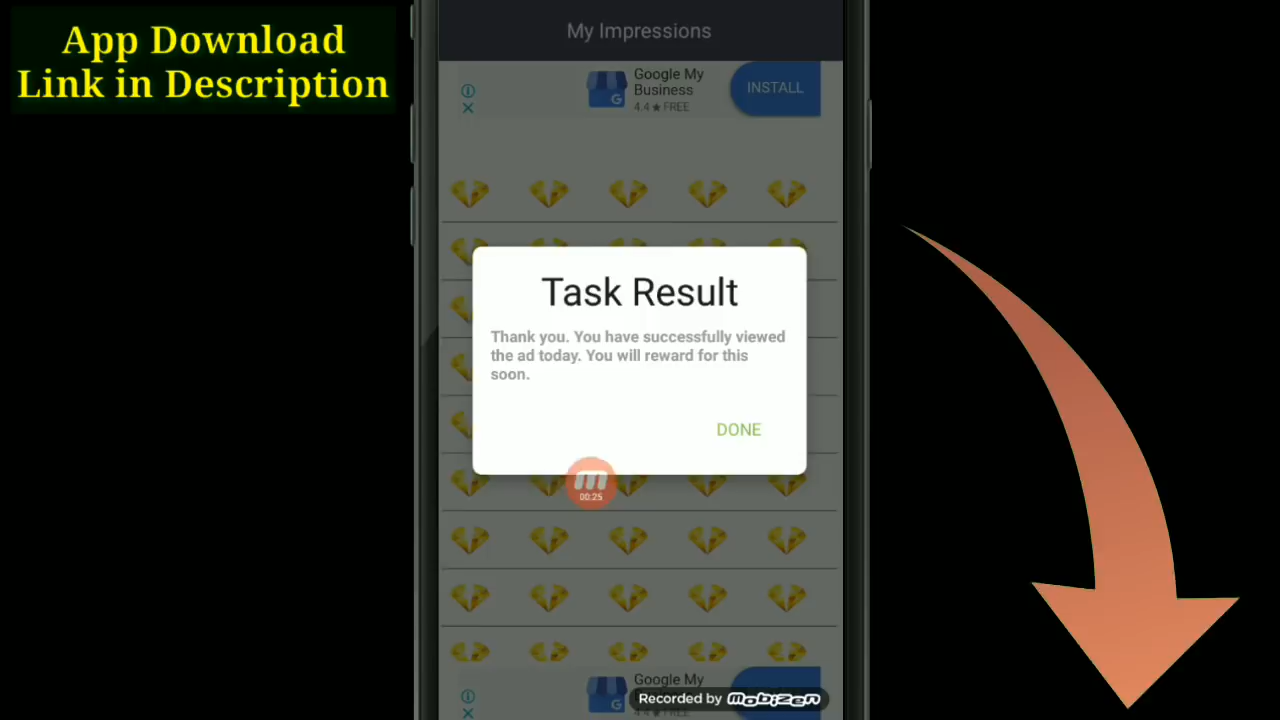 App Download
Link in Description
My Impressions
Google My
Business
4.4 ★ FREE
INSTALL
Task Result
Thank you. You have successfully viewed
the ad today. You will reward for this
soon.
DONE
m
00:25
Google My
Recorded by mobizen